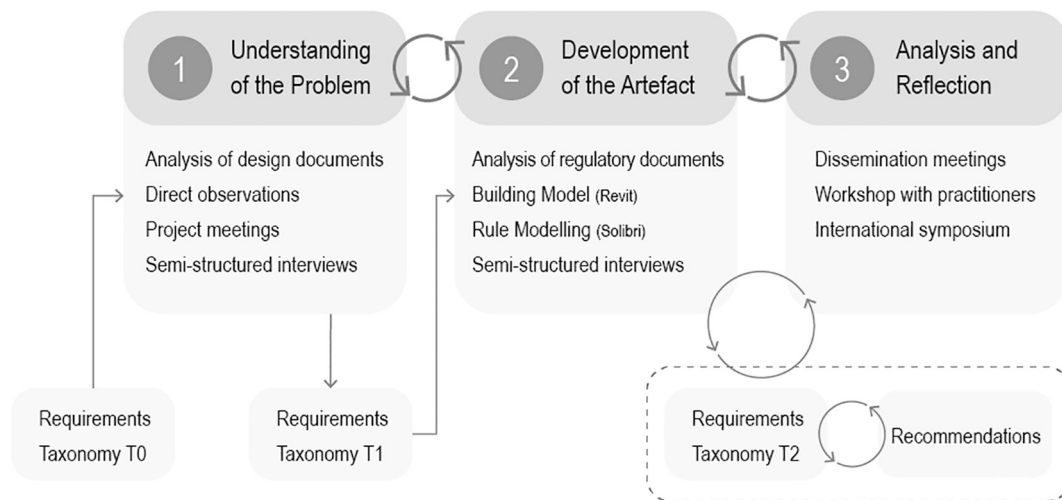 1
Understanding
of the Problem
Analysis of design documents
Direct observations
Project meetings
Semi-structured interviews
2
Development
of the Artefact
Analysis of regulatory documents
Building Model (Revit)
Rule Modelling (Solibri)
Semi-structured interviews
3
Analysis and
Reflection
Dissemination meetings
Workshop with practitioners
International symposium
Requirements
Taxonomy T0
Requirements
Taxonomy T1
Requirements
Taxonomy T2
Recommendations